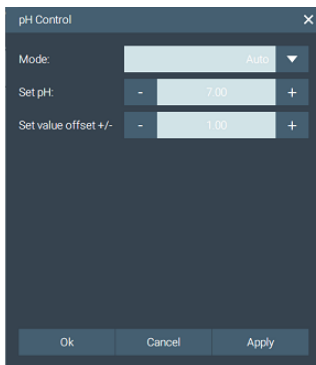 pH Control
Mode: Auto
Set pH: - 7.00 +
Set value offset +/- - 1.00 +
Ok Cancel Apply